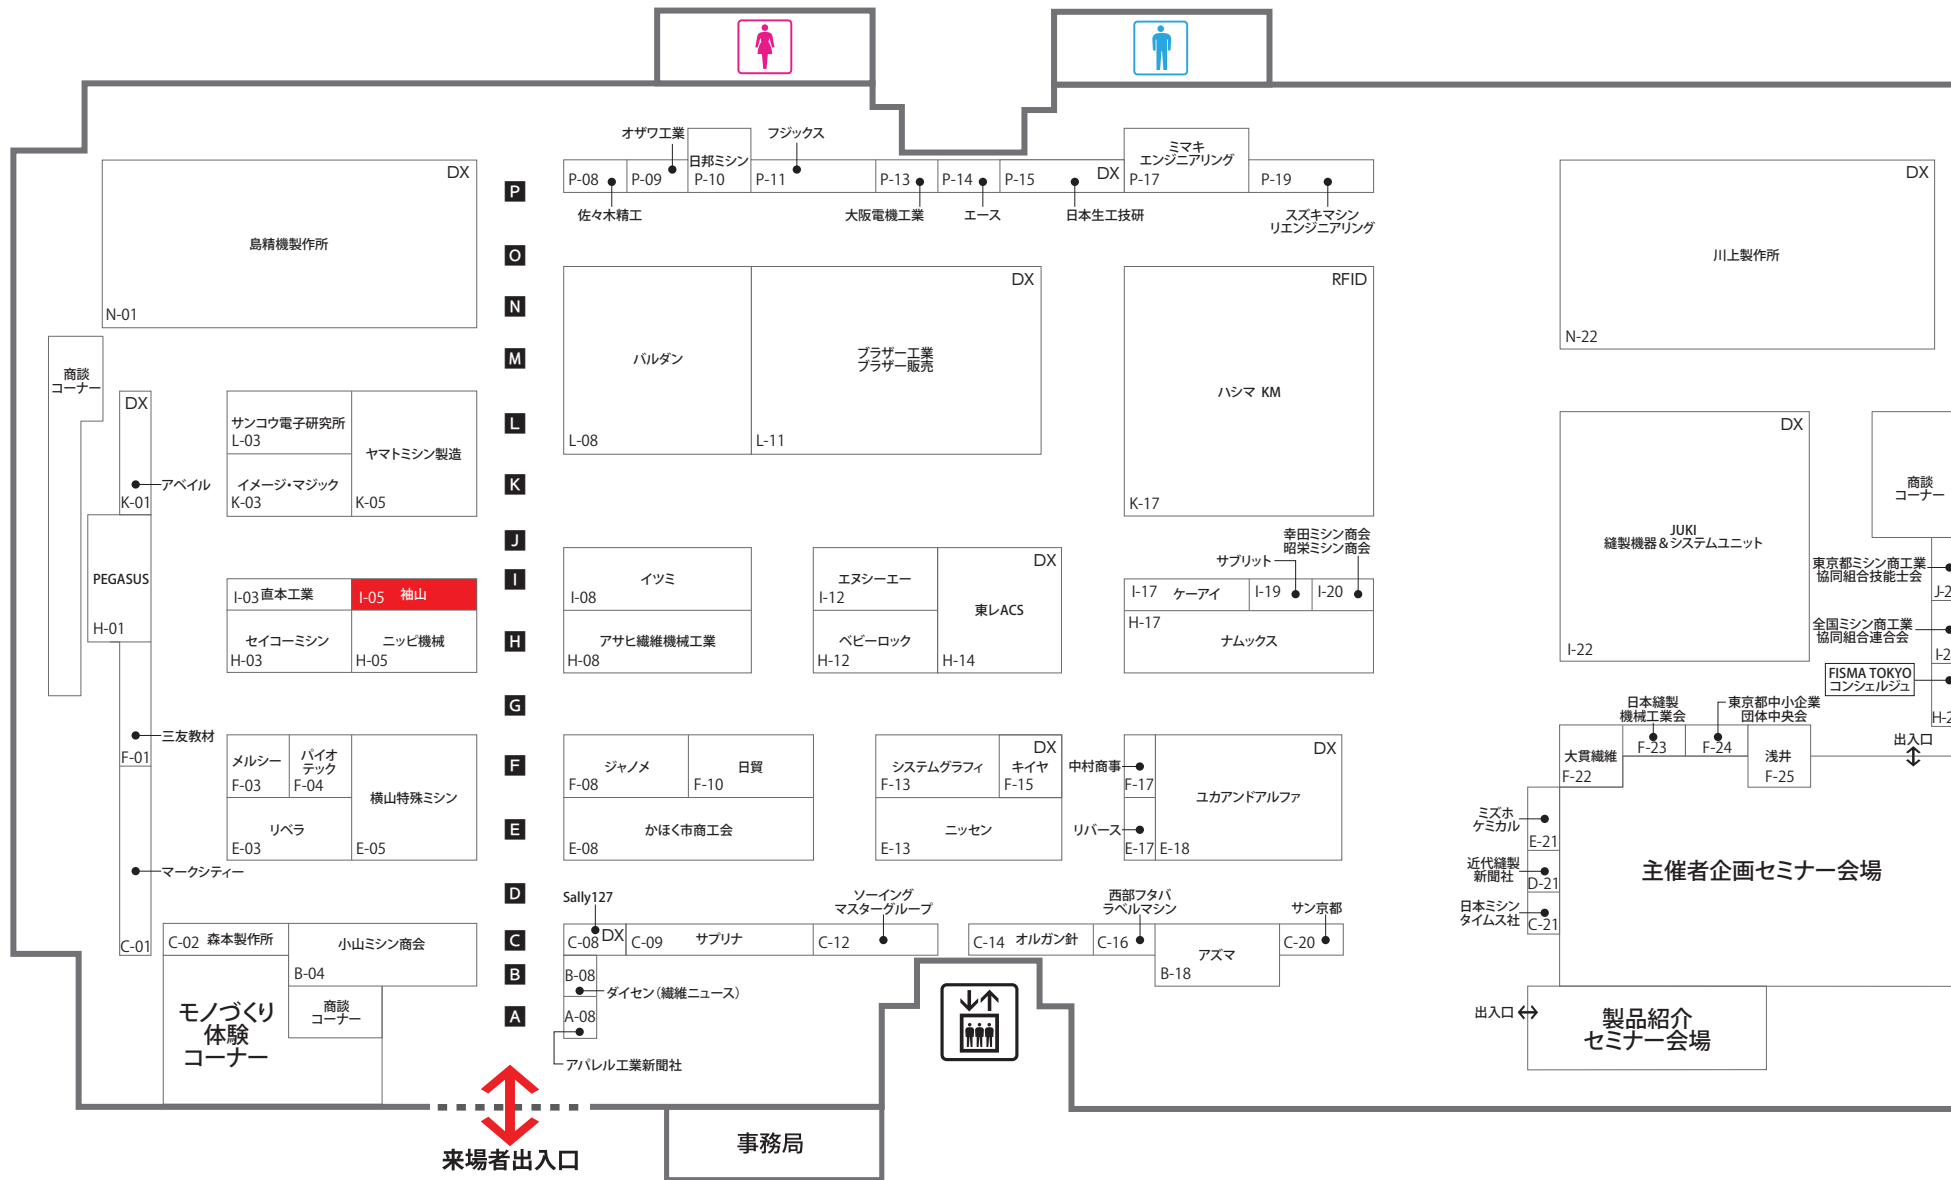 オザワ工業
フジックス
日邦ミシン
P-10
ミマキ
エンジニアリング
P-17
P-08
P-09
P-11
P-13
P-14
P-15
DX
P-19
佐々木精工
大阪電機工業
エース
日本生工技研
スズキマシン
リエンジニアリング
DX
島精機製作所
N-01
P
O
N
M
L
K
J
I
H
G
F
E
D
C
B
A
バルダン
L-08
DX
ブラザー工業
ブラザー販売
L-11
RFID
ハシマ KM
K-17
DX
川上製作所
N-22
商談
コーナー
DX
アベイル
K-01
サンコウ電子研究所
L-03
イメージ・マジック
K-03
ヤマトミシン製造
K-05
DX
JUKI
縫製機器＆システムユニット
I-22
商談
コーナー
PEGASUS
H-01
I-03 直本工業
I-05 袖山
セイコーミシン
H-03
ニッピ機械
H-05
イツミ
I-08
アサヒ繊維機械工業
H-08
エヌシーエー
I-12
ベビーロック
H-12
DX
東レACS
H-14
幸田ミシン商会
昭栄ミシン商会
サブリット
I-17 ケーアイ
I-19
I-20
H-17
ナムックス
東京都ミシン商工業
協同組合技能士会
J-2
全国ミシン商工業
協同組合連合会
I-2
FISMA TOKYO
コンシェルジュ
H-2
三友教材
F-01
メルシー
F-03
パイオ
テック
F-04
横山特殊ミシン
E-05
リベラ
E-03
ジャノメ
F-08
日貿
F-10
かほく市商工会
E-08
システムグラフィ
F-13
DX
キイヤ
F-15
ニッセン
E-13
中村商事
F-17
リバース
E-17
DX
ユカアンドアルファ
E-18
日本縫製
機械工業会
F-23
東京都中小企業
団体中央会
F-24
大貫繊維
F-22
浅井
F-25
出入口
ミズホ
ケミカル
E-21
近代縫製
新聞社
D-21
日本ミシン
タイムス社
C-21
主催者企画セミナー会場
マークシティー
C-01
C-02 森本製作所
小山ミシン商会
B-04
商談
コーナー
モノづくり
体験
コーナー
Sally127
C-08
DX
C-09
サプリナ
ソーイング
マスターグループ
C-12
B-08
ダイセン（繊維ニュース）
A-08
アパレル工業新聞社
C-14 オルガン針
西部フタバ
ラベルマシン
C-16
アズマ
B-18
サン京都
C-20
出入口
製品紹介
セミナー会場
来場者出入口
事務局